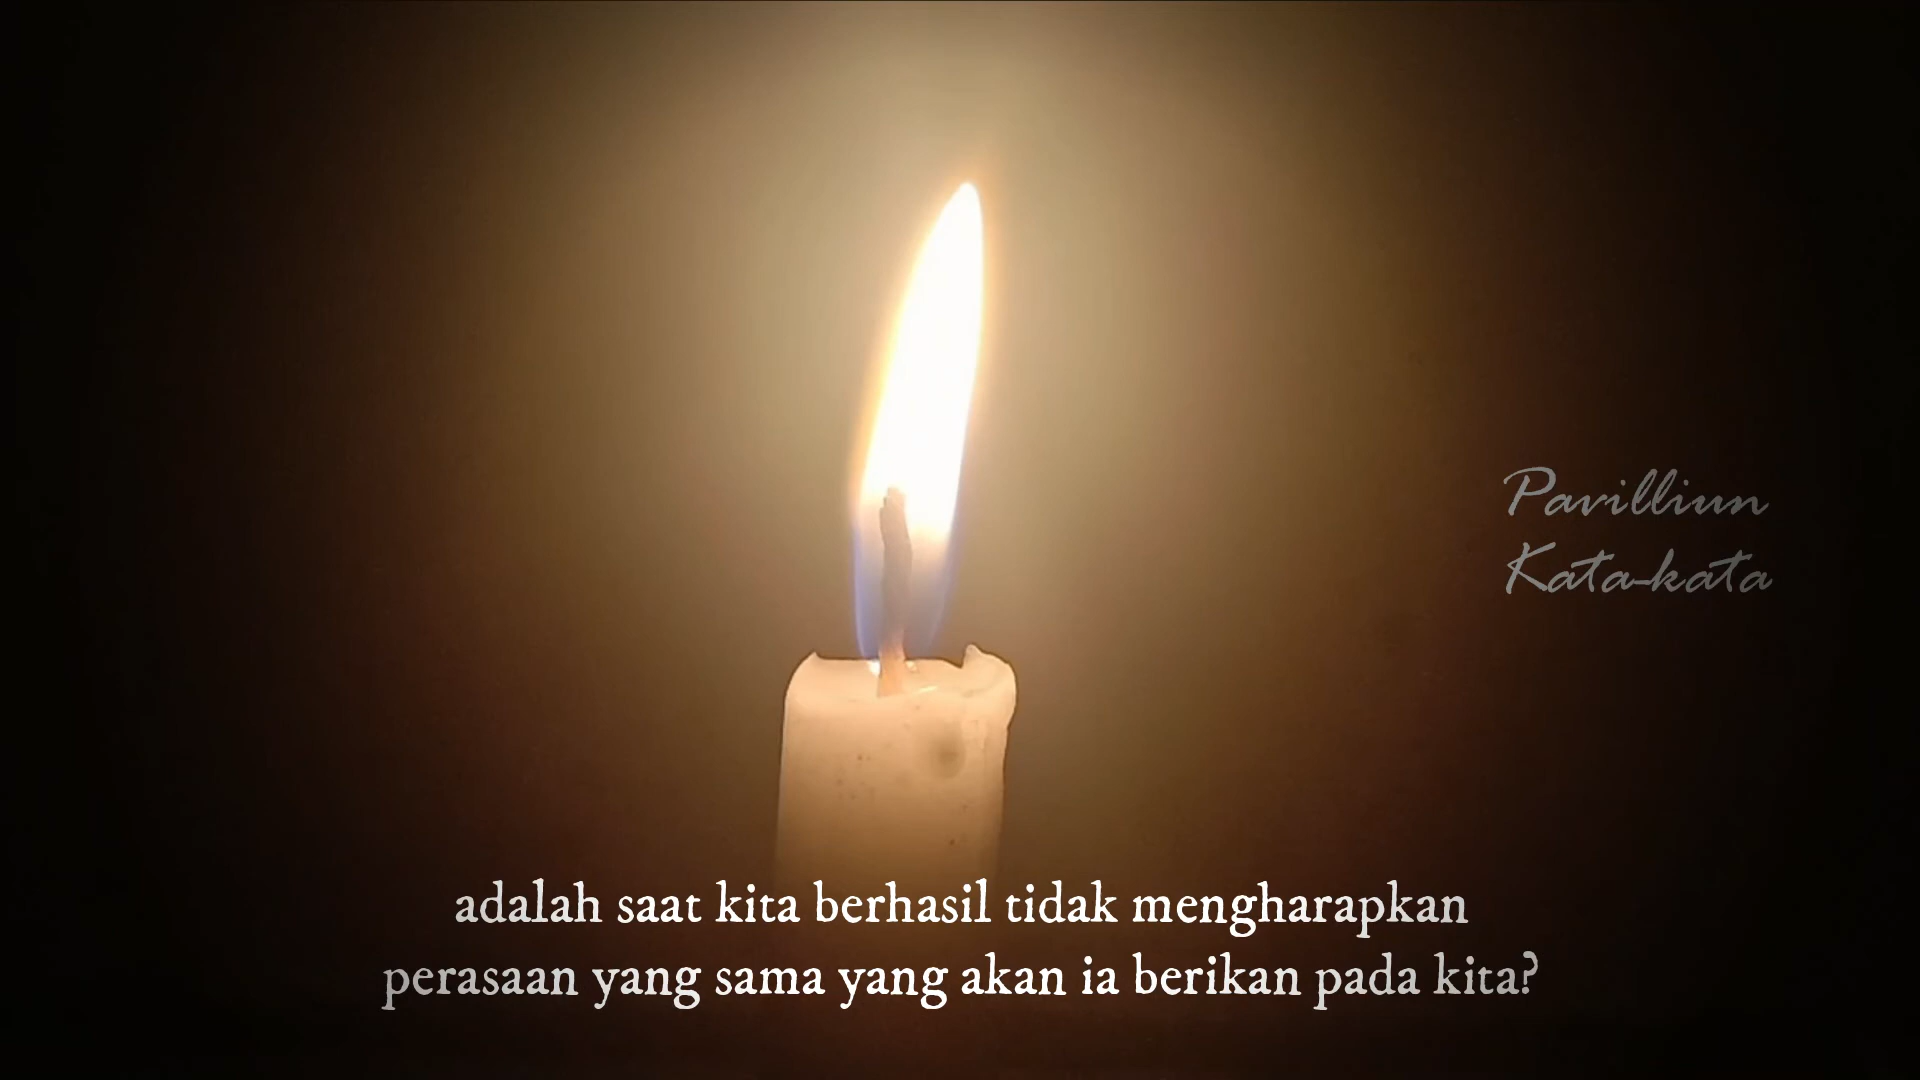 Pavilliun
Kata-kata
adalah saat kita berhasil tidak mengharapkan
perasaan yang sama yang akan ia berikan pada kita?